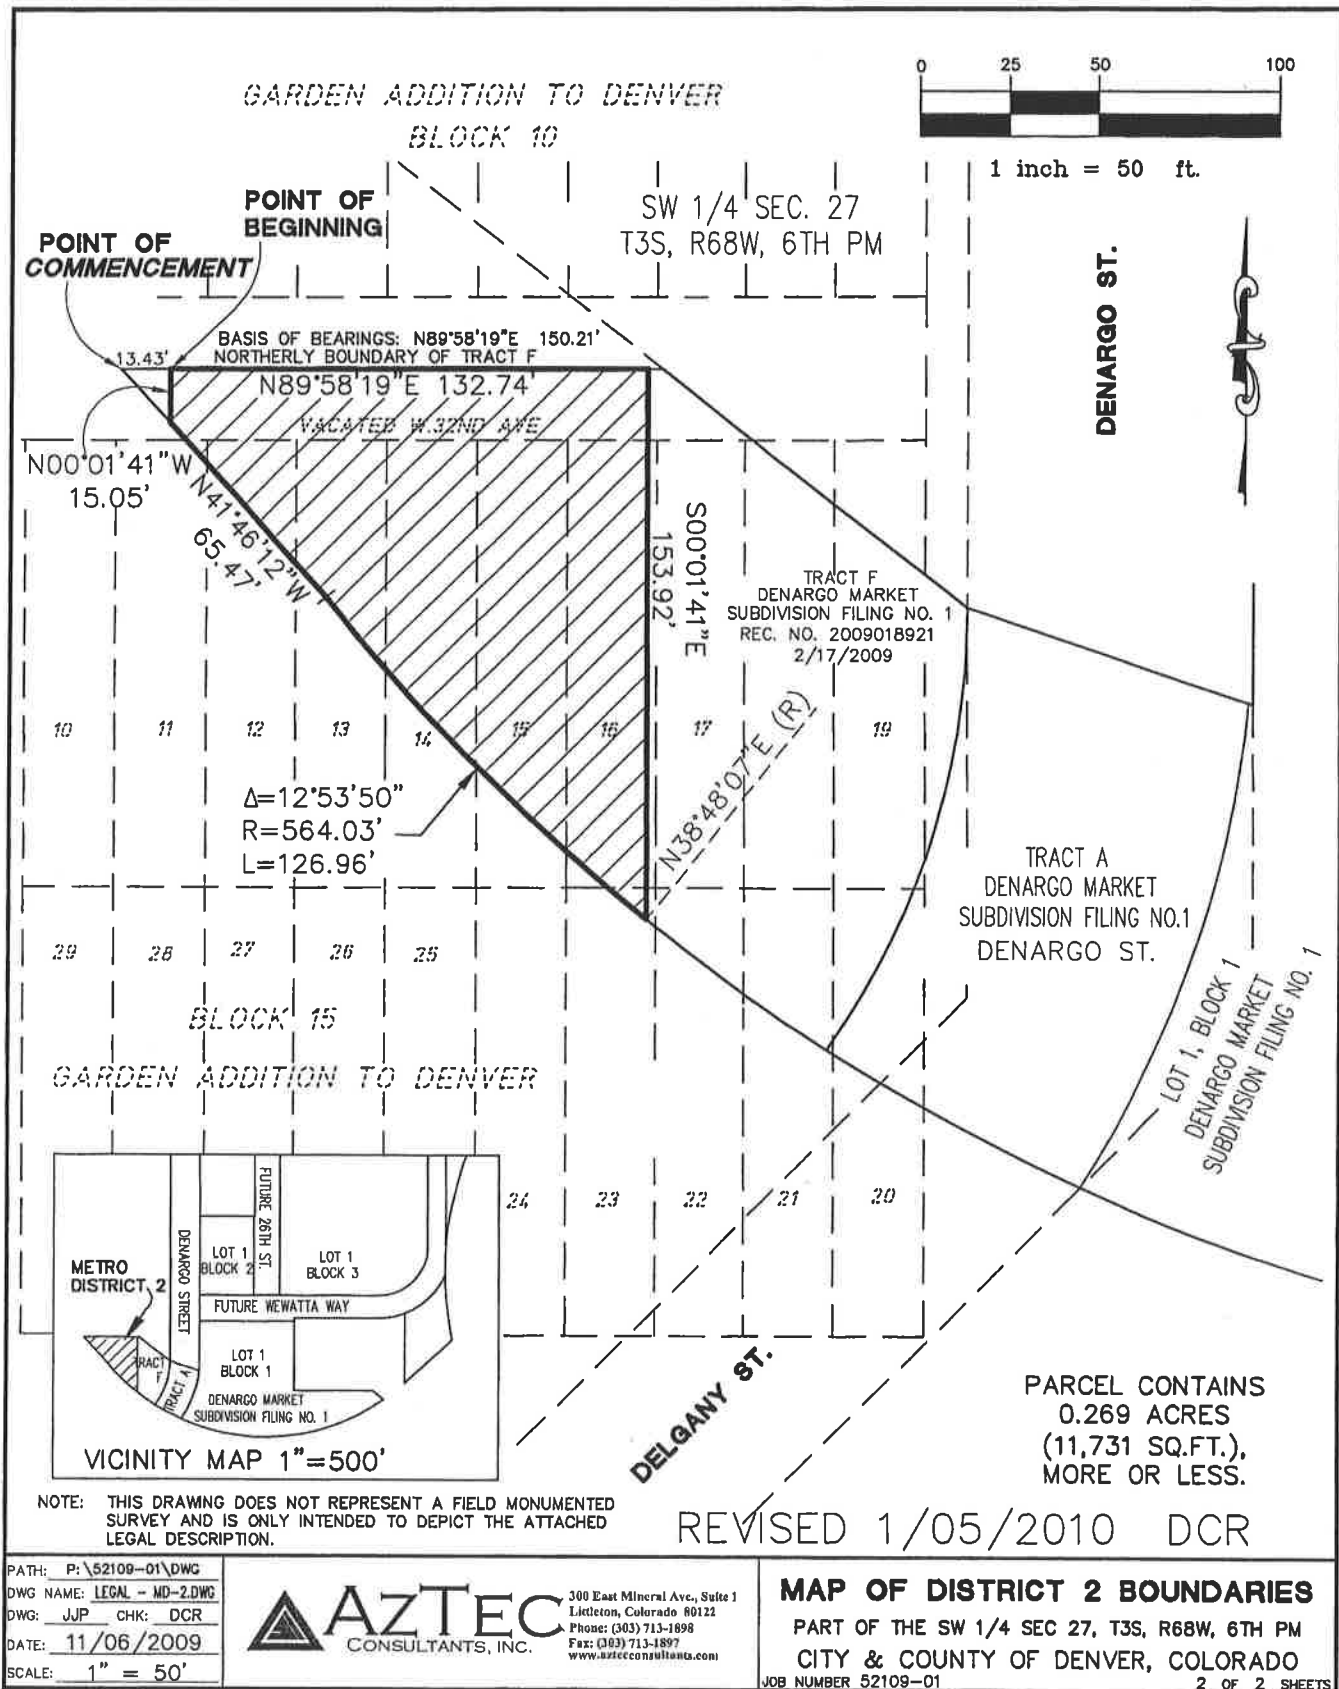 0 25 50 100
1 inch = 50 ft.
GARDEN ADDITION TO DENVER
BLOCK 10
SW 1/4 SEC. 27
T3S, R68W, 6TH PM
POINT OF
BEGINNING
POINT OF
COMMENCEMENT
DENARGO ST.
BASIS OF BEARINGS: N89°58'19"E 150.21'
NORTHERLY BOUNDARY OF TRACT F
13.43'
N89°58'19"E 132.74'
VACATED W.32ND AVE
N00°01'41"W
15.05'
N41°46'12"W
65.47'
S00°01'41"E
153.92'
TRACT F
DENARGO MARKET
SUBDIVISION FILING NO. 1
REC. NO. 2009018921
2/17/2009
10 11 12 13 14 15 16 17 19
N38°48'07"E (R)
Δ=12°53'50"
R=564.03'
L=126.96'
TRACT A
DENARGO MARKET
SUBDIVISION FILING NO.1
DENARGO ST.
29 28 27 26 25
BLOCK 15
GARDEN ADDITION TO DENVER
LOT 1, BLOCK 1
DENARGO MARKET
SUBDIVISION FILING NO. 1
24 23 22 21 20
FUTURE 26TH ST.
DENARGO STREET
LOT 1
BLOCK 2
LOT 1
BLOCK 3
METRO
DISTRICT 2
FUTURE WEWATTA WAY
TRACT
F
TRACT A
LOT 1
BLOCK 1
DENARGO MARKET
SUBDIVISION FILING NO. 1
VICINITY MAP 1"=500'
DELGANY ST.
PARCEL CONTAINS
0.269 ACRES
(11,731 SQ.FT.),
MORE OR LESS.
NOTE: THIS DRAWING DOES NOT REPRESENT A FIELD MONUMENTED
SURVEY AND IS ONLY INTENDED TO DEPICT THE ATTACHED
LEGAL DESCRIPTION.
REVISED 1/05/2010 DCR
PATH: P:\52109-01\DWG
DWG NAME: LEGAL - MD-2.DWG
DWG: JJP CHK: DCR
DATE: 11/06/2009
SCALE: 1" = 50'
AZTEC
CONSULTANTS, INC.
300 East Mineral Ave., Suite 1
Littleton, Colorado 80122
Phone: (303) 713-1898
Fax: (303) 713-1897
www.aztecconsultants.com
MAP OF DISTRICT 2 BOUNDARIES
PART OF THE SW 1/4 SEC 27, T3S, R68W, 6TH PM
CITY & COUNTY OF DENVER, COLORADO
JOB NUMBER 52109-01 2 OF 2 SHEETS